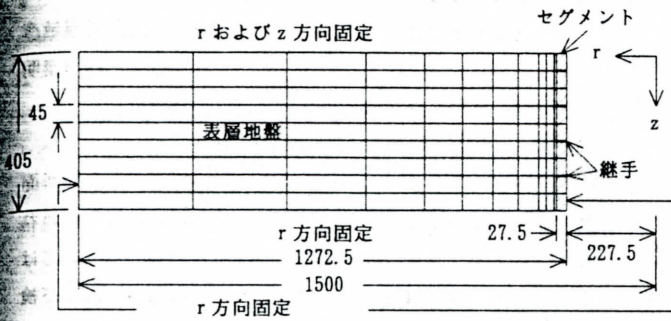 セグメント
rおよびz方向固定
r
45
表層地盤
z
405
継手
r方向固定
27.5
1272.5
227.5
1500
r方向固定